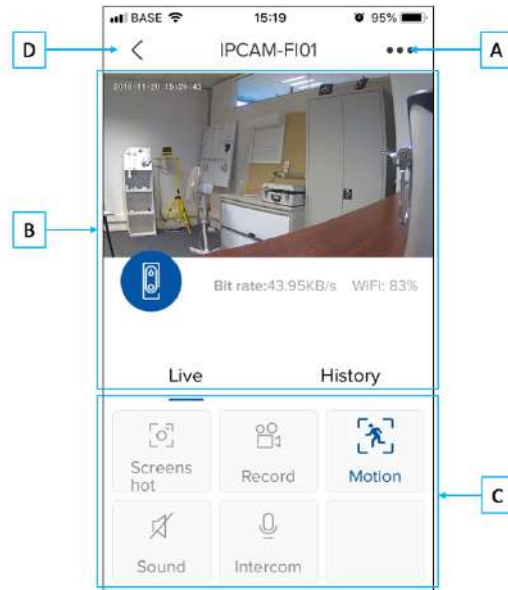 BASE 15:19 95%
D IPCAM-FI01 A
2018-11-20 15:20:43
B
Bit rate:43.95KB/s WiFi: 83%
Live History
Screens
hot
Record Motion
C
Sound Intercom